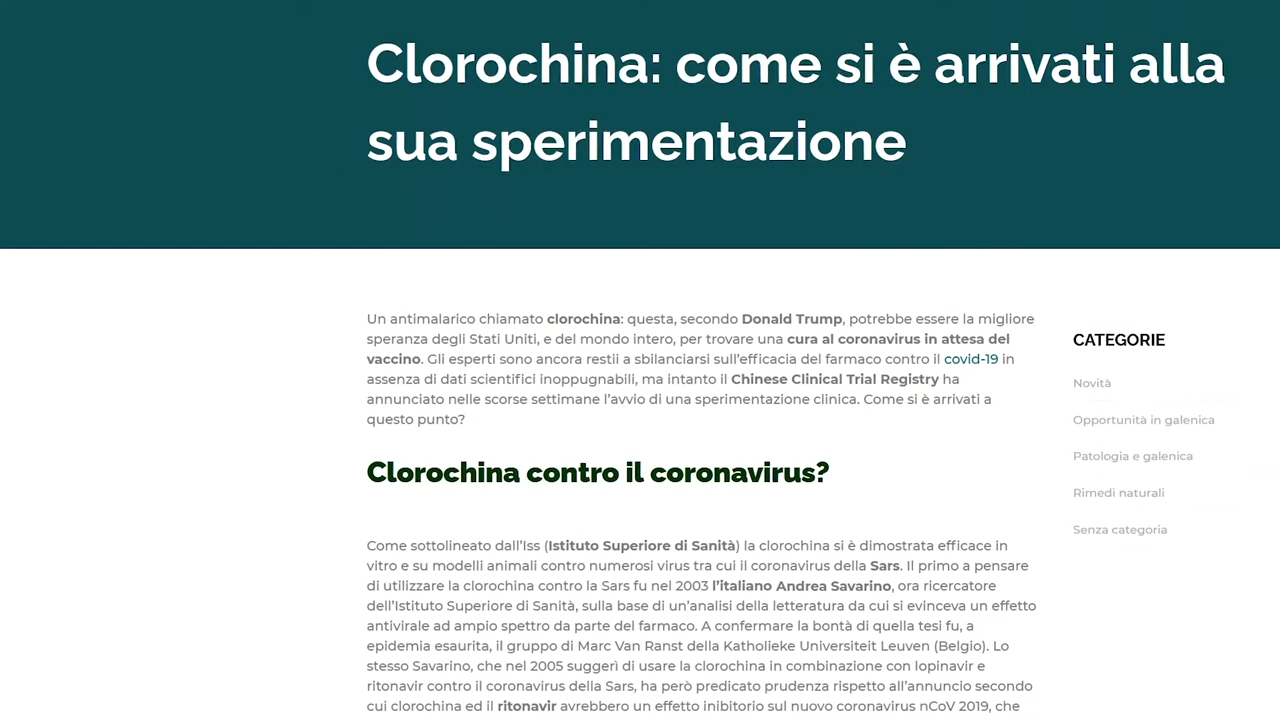 Clorochina: come si è arrivati alla
sua sperimentazione
Un antimalarico chiamato clorochina: questa, secondo Donald Trump, potrebbe essere la migliore
speranza degli Stati Uniti, e del mondo intero, per trovare una cura al coronavirus in attesa del
vaccino. Gli esperti sono ancora restii a sbilanciarsi sull’efficacia del farmaco contro il covid-19 in
assenza di dati scientifici inoppugnabili, ma intanto il Chinese Clinical Trial Registry ha
annunciato nelle scorse settimane l’avvio di una sperimentazione clinica. Come si è arrivati a
questo punto?
Clorochina contro il coronavirus?
Come sottolineato dall’Iss (Istituto Superiore di Sanità) la clorochina si è dimostrata efficace in
vitro e su modelli animali contro numerosi virus tra cui il coronavirus della Sars. Il primo a pensare
di utilizzare la clorochina contro la Sars fu nel 2003 l’italiano Andrea Savarino, ora ricercatore
dell’Istituto Superiore di Sanità, sulla base di un’analisi della letteratura da cui si evinceva un effetto
antivirale ad ampio spettro da parte del farmaco. A confermare la bontà di quella tesi fu, a
epidemia esaurita, il gruppo di Marc Van Ranst della Katholieke Universiteit Leuven (Belgio). Lo
stesso Savarino, che nel 2005 suggerì di usare la clorochina in combinazione con lopinavir e
ritonavir contro il coronavirus della Sars, ha però predicato prudenza rispetto all’annuncio secondo
cui clorochina ed il ritonavir avrebbero un effetto inibitorio sul nuovo coronavirus nCoV 2019, che
CATEGORIE
Novità
Opportunità in galenica
Patologia e galenica
Rimedi naturali
Senza categoria